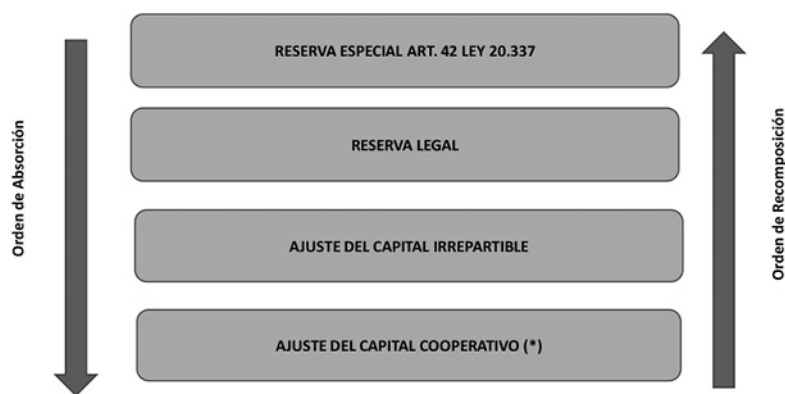 RESERVA ESPECIAL ART. 42 LEY 20.337
RESERVA LEGAL
AJUSTE DEL CAPITAL IRREPARTIBLE
AJUSTE DEL CAPITAL COOPERATIVO (*)
Orden de Absorción
Orden de Recomposición